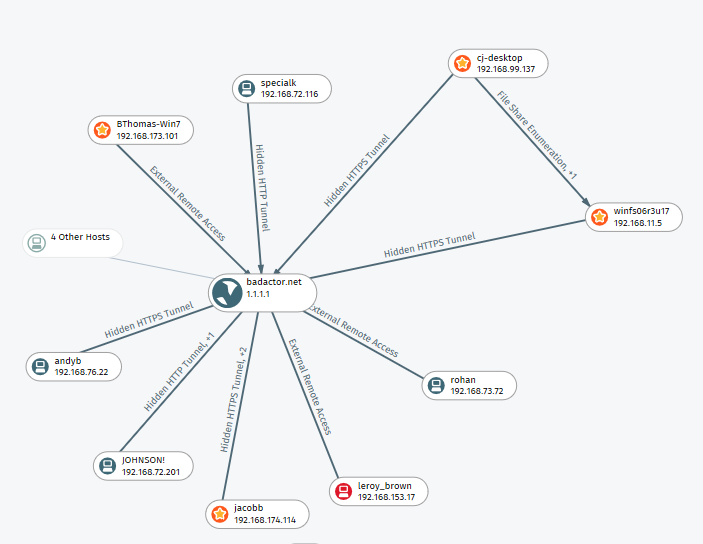 cj-desktop
192.168.99.137
specialk
192.168.72.116
BThomas-Win7
192.168.173.101
File Share Enumeration, +1
Hidden HTTPS Tunnel
Hidden HTTP Tunnel
External Remote Access
winfs06r3u17
192.168.11.5
4 Other Hosts
Hidden HTTPS Tunnel
badactor.net
1.1.1.1
Hidden HTTPS Tunnel
External Remote Access
andyb
192.168.76.22
Hidden HTTP Tunnel, +1
Hidden HTTPS Tunnel, +2
External Remote Access
rohan
192.168.73.72
JOHNSON!
192.168.72.201
leroy_brown
192.168.153.17
jacobb
192.168.174.114